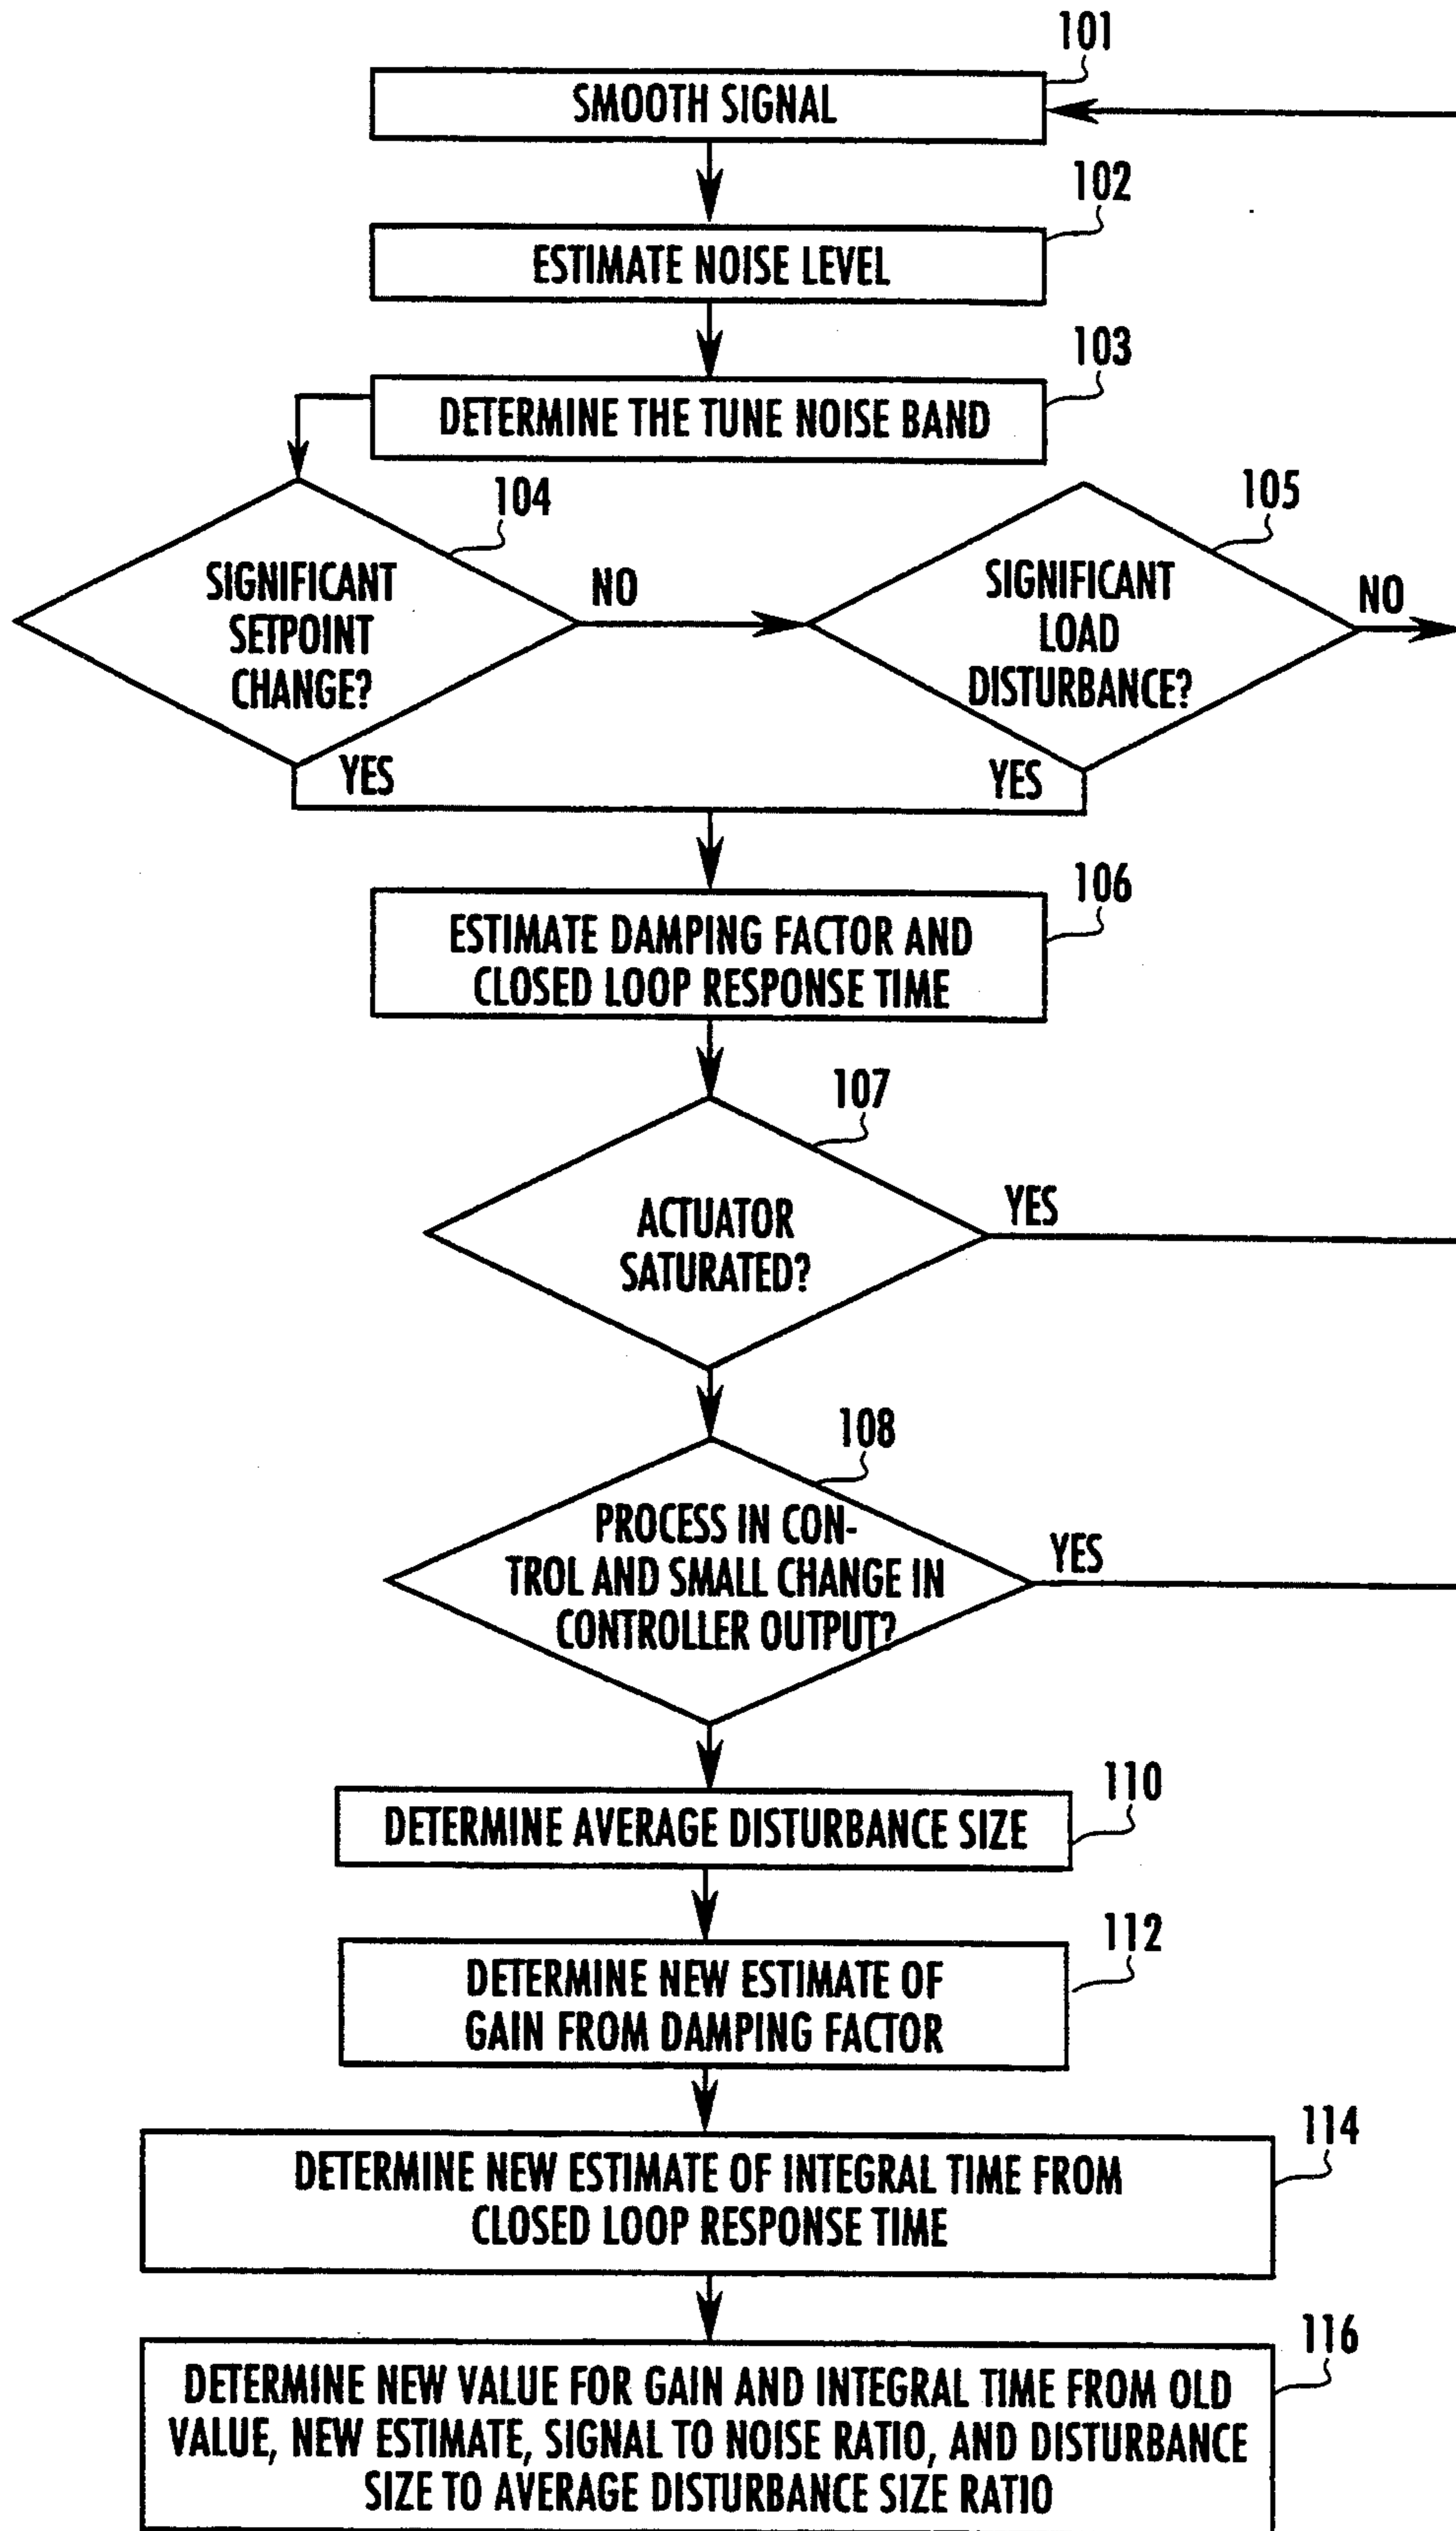 101
SMOOTH SIGNAL
102
ESTIMATE NOISE LEVEL
103
DETERMINE THE TUNE NOISE BAND
104
SIGNIFICANT
SETPOINT
CHANGE?
NO
YES
105
SIGNIFICANT
LOAD
DISTURBANCE?
NO
YES
106
ESTIMATE DAMPING FACTOR AND
CLOSED LOOP RESPONSE TIME
107
ACTUATOR
SATURATED?
YES
108
PROCESS IN CON-
TROL AND SMALL CHANGE IN
CONTROLLER OUTPUT?
YES
110
DETERMINE AVERAGE DISTURBANCE SIZE
112
DETERMINE NEW ESTIMATE OF
GAIN FROM DAMPING FACTOR
114
DETERMINE NEW ESTIMATE OF INTEGRAL TIME FROM
CLOSED LOOP RESPONSE TIME
116
DETERMINE NEW VALUE FOR GAIN AND INTEGRAL TIME FROM OLD
VALUE, NEW ESTIMATE, SIGNAL TO NOISE RATIO, AND DISTURBANCE
SIZE TO AVERAGE DISTURBANCE SIZE RATIO